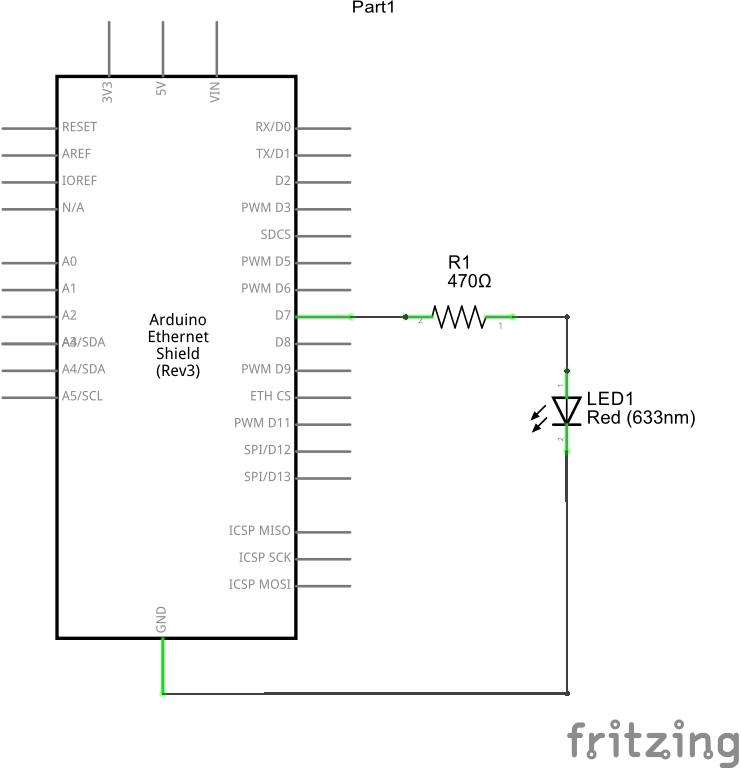 Part1
3V3
5V
VIN
RESET
RX/D0
AREF
TX/D1
IOREF
D2
N/A
PWM D3
SDCS
A0
PWM D5
A1
PWM D6
A2
D7
/SDA
D8
A4/SDA
PWM D9
A5/SCL
ETH CS
PWM D11
SPI/D12
SPI/D13
ICSP MISO
ICSP SCK
ICSP MOSI
GND
Arduino
Ethernet
Shield
(Rev3)
R1
470Ω
2
1
1
LED1
Red (633nm)
2
fritzing